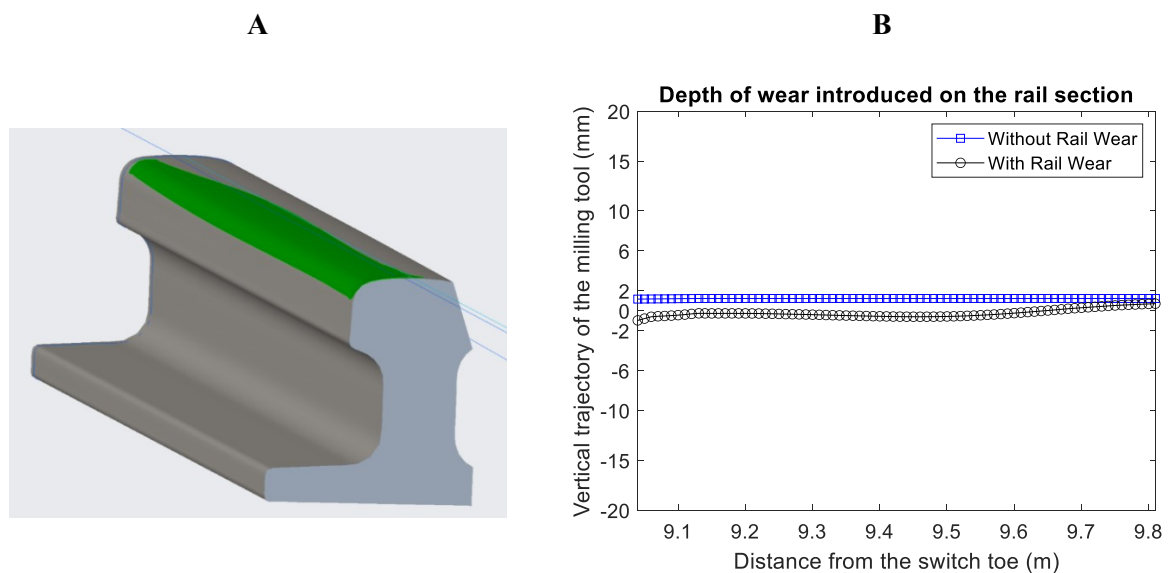 A
B
Depth of wear introduced on the rail section
Without Rail Wear
With Rail Wear
Vertical trajectory of the milling tool (mm)
20
15
10
6
2
0
-2
-6
-10
-15
-20
9.1 9.2 9.3 9.4 9.5 9.6 9.7 9.8
Distance from the switch toe (m)